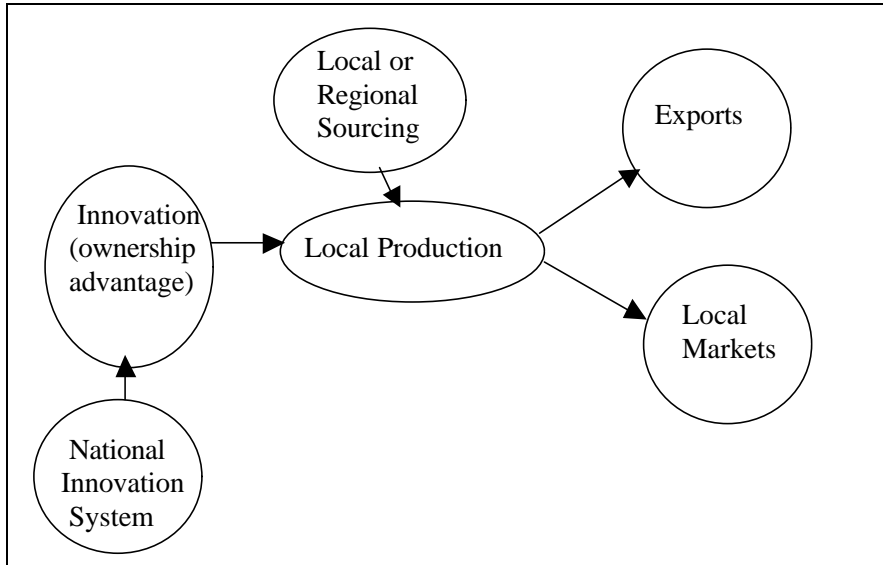 Local or
Regional
Sourcing
Exports
Innovation
(ownership
advantage)
Local Production
Local
Markets
National
Innovation
System